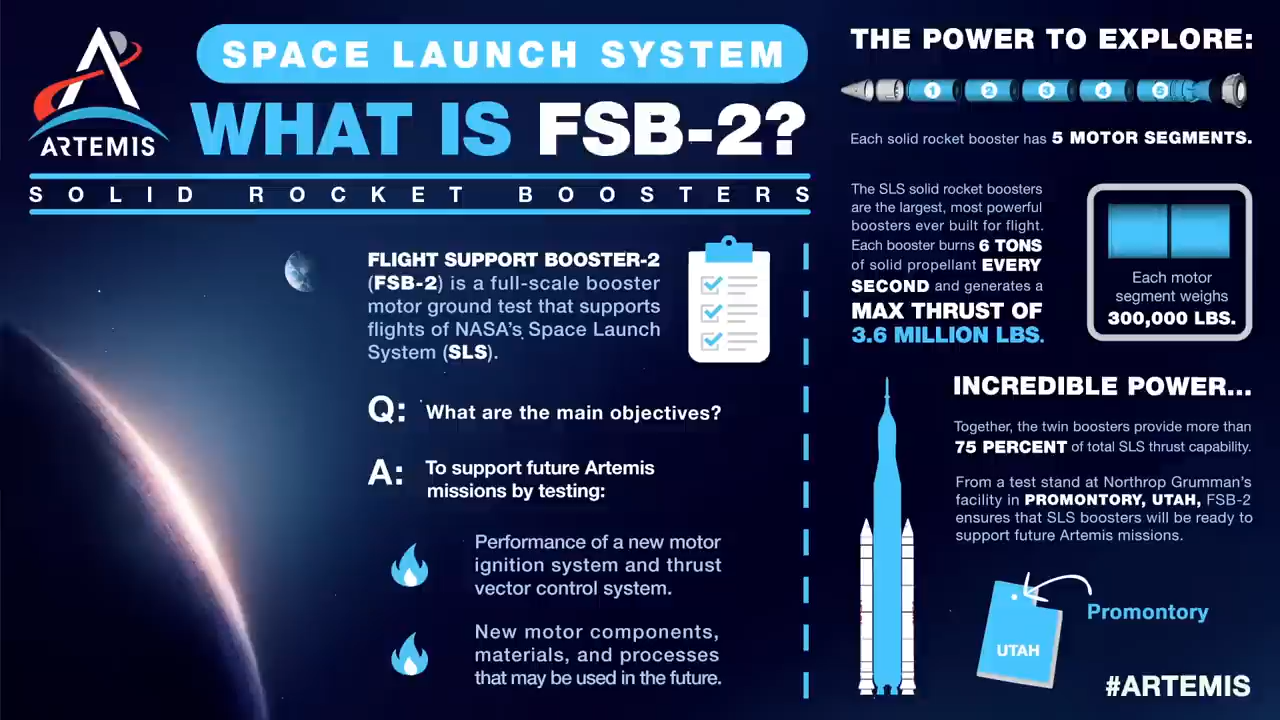 ARTEMIS
SPACE LAUNCH SYSTEM
WHAT IS FSB-2?
SOLID ROCKET BOOSTERS
FLIGHT SUPPORT BOOSTER-2
(FSB-2) is a full-scale booster
motor ground test that supports
flights of NASA's Space Launch
System (SLS).
Q: What are the main objectives?
A: To support future Artemis
missions by testing:
Performance of a new motor
ignition system and thrust
vector control system.
New motor components,
materials, and processes
that may be used in the future.
THE POWER TO EXPLORE:
1 2 3 4 5
Each solid rocket booster has 5 MOTOR SEGMENTS.
The SLS solid rocket boosters
are the largest, most powerful
boosters ever built for flight.
Each booster burns 6 TONS
of solid propellant EVERY
SECOND and generates a
MAX THRUST OF
3.6 MILLION LBS.
Each motor
segment weighs
300,000 LBS.
INCREDIBLE POWER...
Together, the twin boosters provide more than
75 PERCENT of total SLS thrust capability.
From a test stand at Northrop Grumman's
facility in PROMONTORY, UTAH, FSB-2
ensures that SLS boosters will be ready to
support future Artemis missions.
Promontory
UTAH
#ARTEMIS